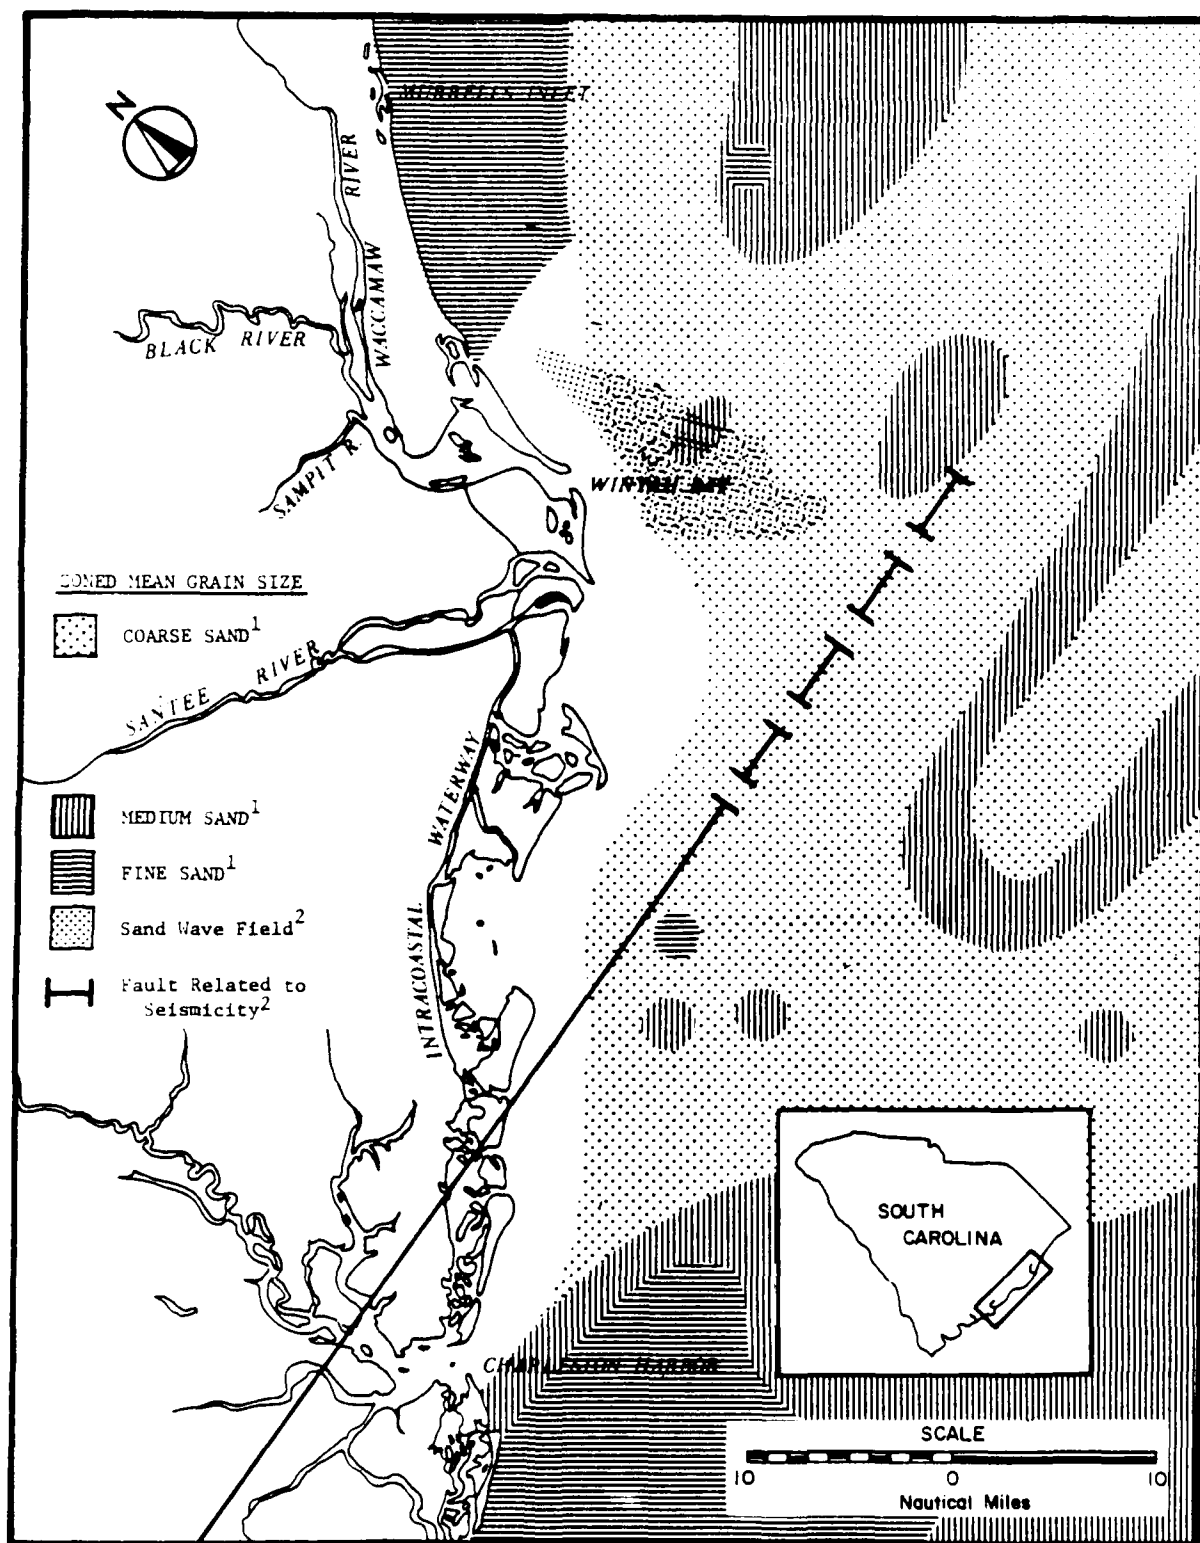 MURRELLS INLET
N
RIVER
WACCAMAW
BLACK RIVER
SAMPIT R.
WINYAH BAY
ZONED MEAN GRAIN SIZE
COARSE SAND1
SANTEE RIVER
WATERWAY
INTRACOASTAL
MEDIUM SAND1
FINE SAND1
Sand Wave Field2
Fault Related to
Seismicity2
SOUTH
CAROLINA
CHARLESTON HARBOR
SCALE
10 0 10
Nautical Miles